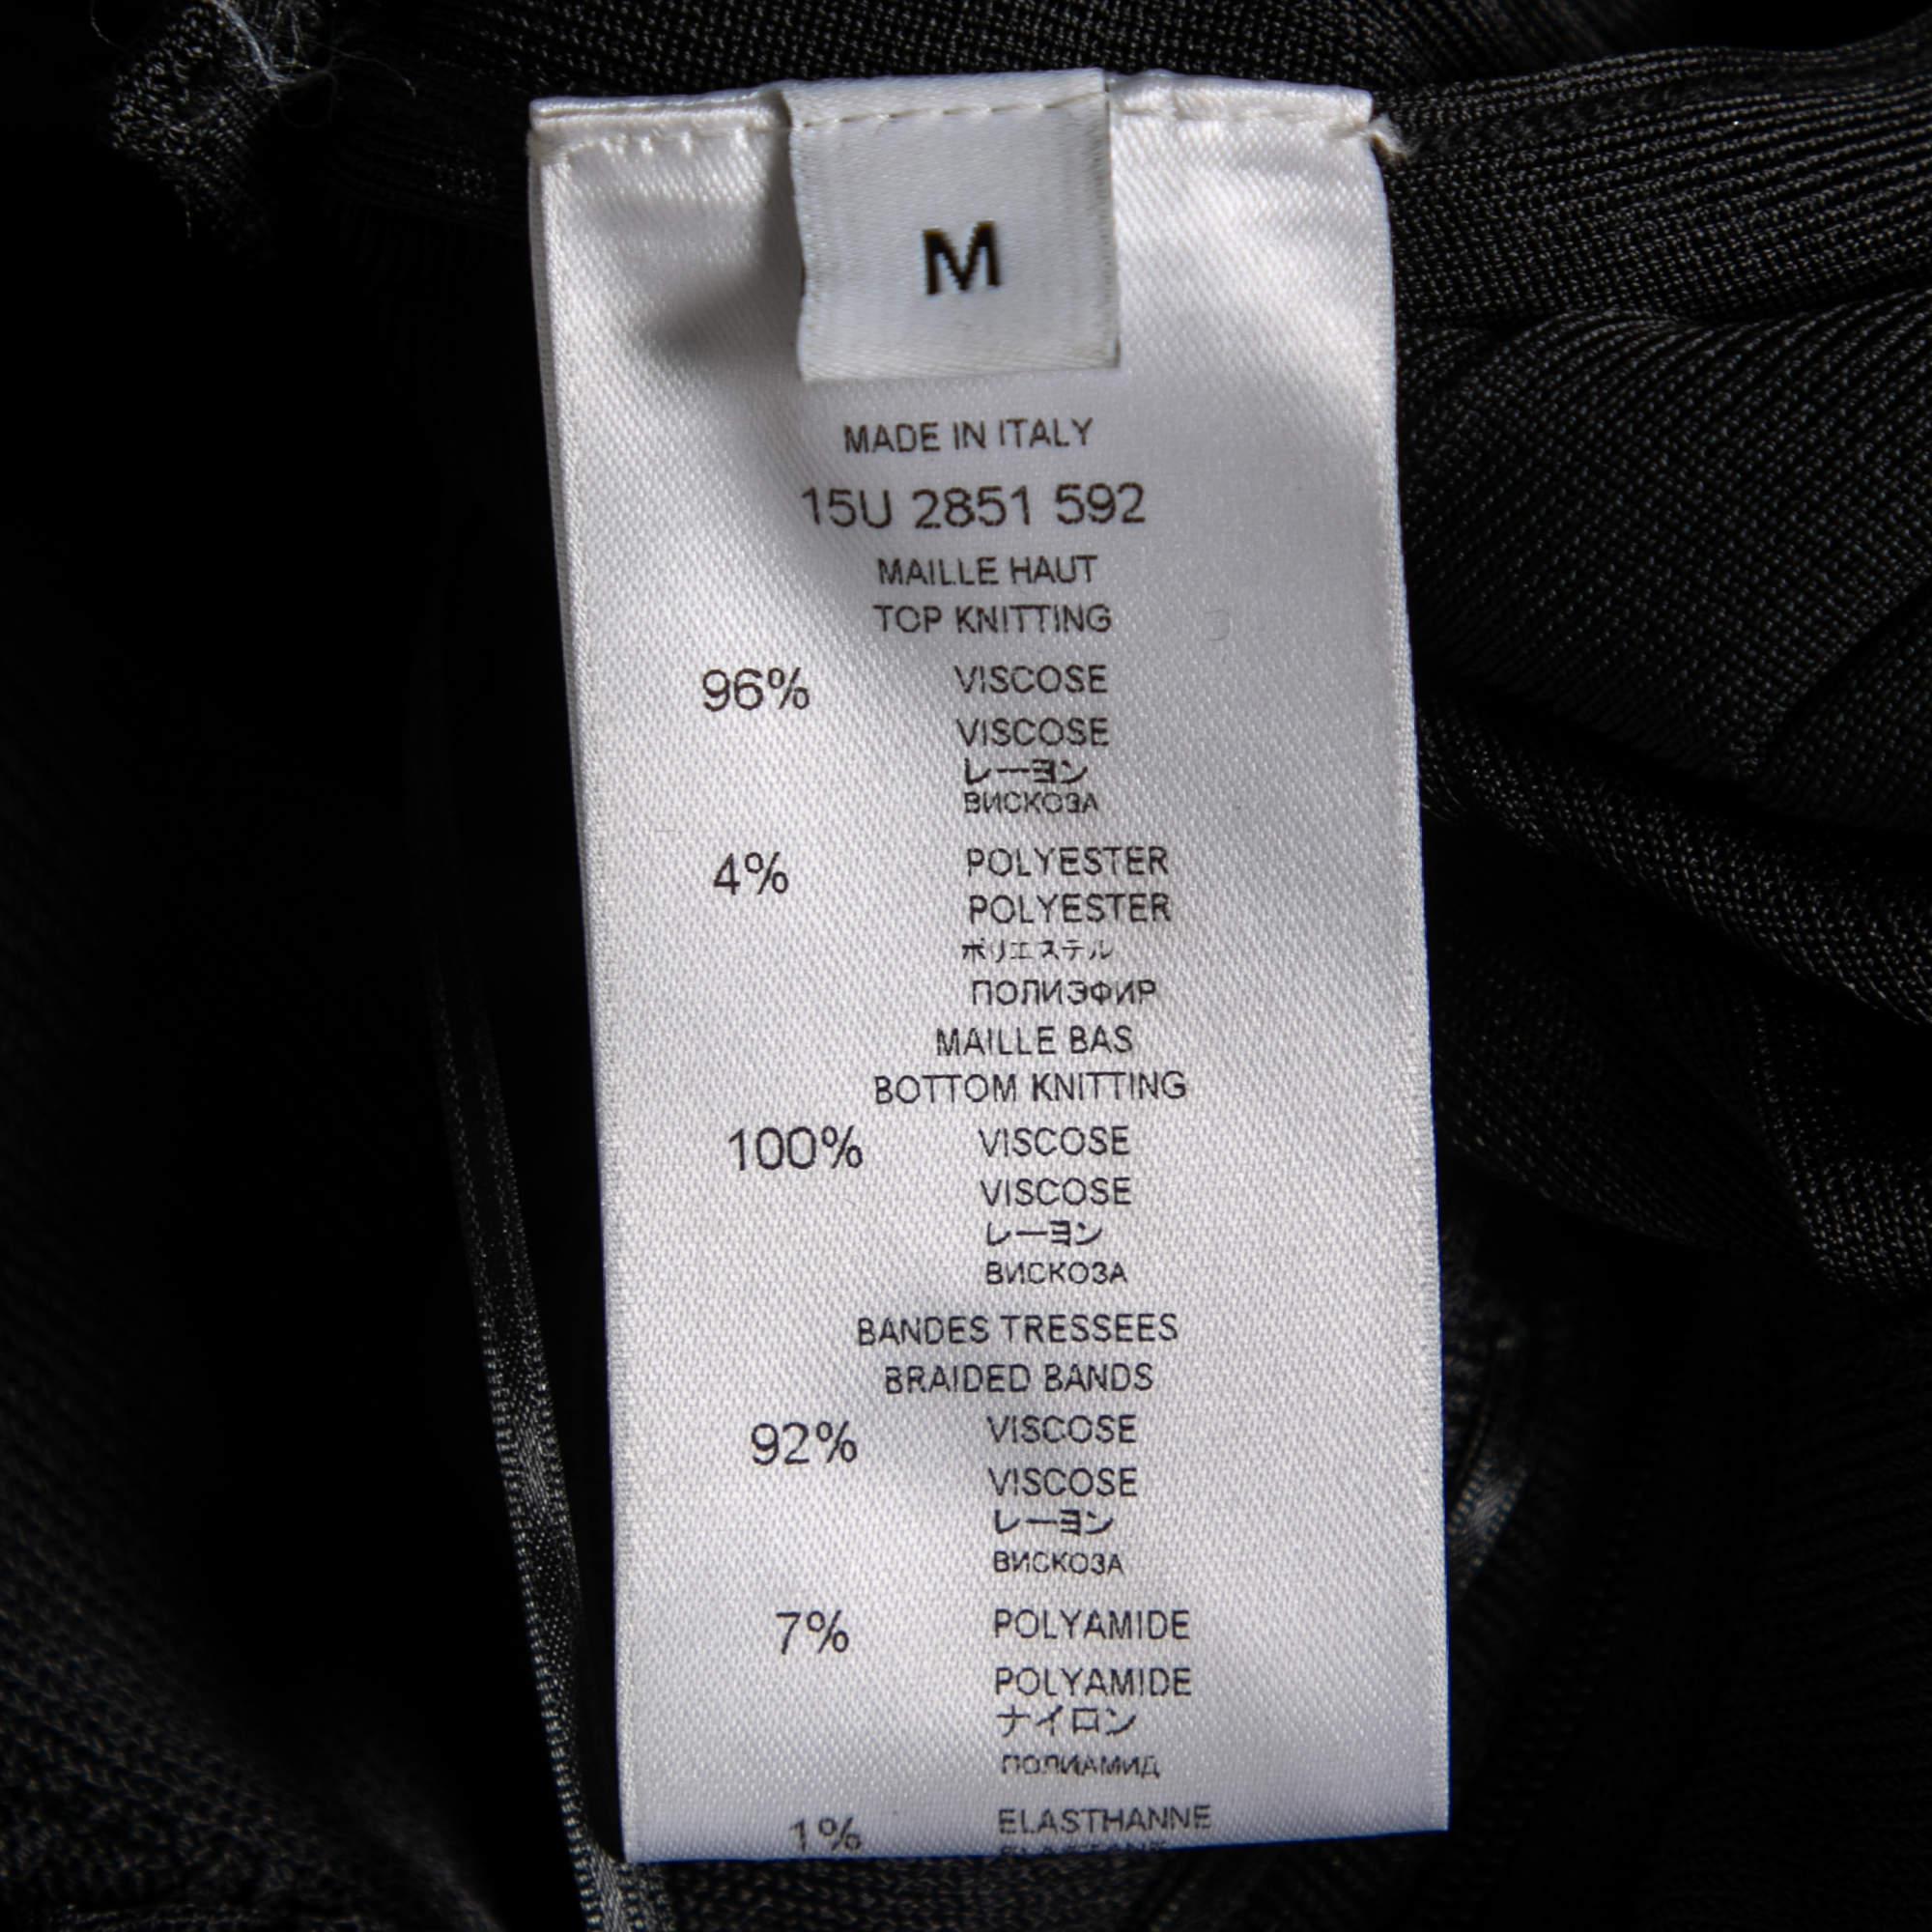 M
MADE IN ITALY
15U 2851 592
MAILLE HAUT
TOP KNITTING
96% VISCOSE
VISCOSE
レーヨン
ВИСКОЗА
4% POLYESTER
POLYESTER
ポリエステル
ПОЛИЭФИР
MAILLE BAS
BOTTOM KNITTING
100% VISCOSE
VISCOSE
レーヨン
ВИСКОЗА
BANDES TRESSEES
BRAIDED BANDS
92% VISCOSE
VISCOSE
レーヨン
ВИСКОЗА
7% POLYAMIDE
POLYAMIDE
ナイロン
ПОЛИАМИД
1% ELASTHANNE